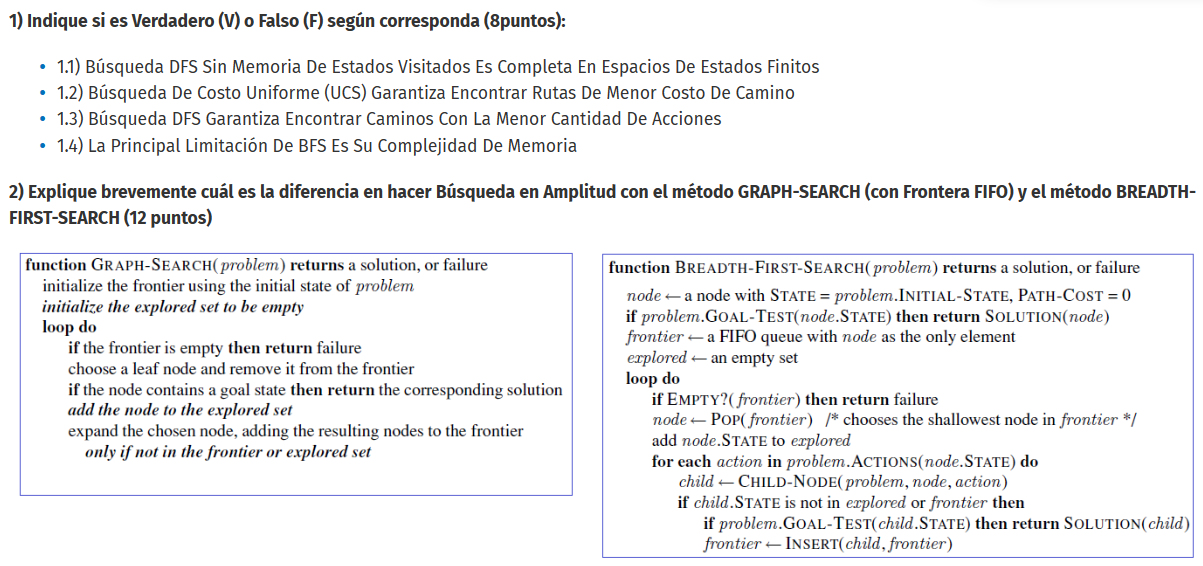 1) Indique si es Verdadero (V) o Falso (F) según corresponda (8puntos):
• 1.1) Búsqueda DFS Sin Memoria De Estados Visitados Es Completa En Espacios De Estados Finitos
• 1.2) Búsqueda De Costo Uniforme (UCS) Garantiza Encontrar Rutas De Menor Costo De Camino
• 1.3) Búsqueda DFS Garantiza Encontrar Caminos Con La Menor Cantidad De Acciones
• 1.4) La Principal Limitación De BFS Es Su Complejidad De Memoria
2) Explique brevemente cuál es la diferencia en hacer Búsqueda en Amplitud con el método GRAPH-SEARCH (con Frontera FIFO) y el método BREADTH-
FIRST-SEARCH (12 puntos)
function GRAPH-SEARCH(problem) returns a solution, or failure
initialize the frontier using the initial state of problem
initialize the explored set to be empty
loop do
if the frontier is empty then return failure
choose a leaf node and remove it from the frontier
if the node contains a goal state then return the corresponding solution
add the node to the explored set
expand the chosen node, adding the resulting nodes to the frontier
only if not in the frontier or explored set
function BREADTH-FIRST-SEARCH(problem) returns a solution, or failure
node ← a node with STATE = problem.INITIAL-STATE, PATH-COST = 0
if problem.GOAL-TEST(node.STATE) then return SOLUTION(node)
frontier ← a FIFO queue with node as the only element
explored ← an empty set
loop do
if EMPTY?(frontier) then return failure
node ← POP(frontier) /* chooses the shallowest node in frontier */
add node.STATE to explored
for each action in problem.ACTIONS(node.STATE) do
child ← CHILD-NODE(problem, node, action)
if child.STATE is not in explored or frontier then
if problem.GOAL-TEST(child.STATE) then return SOLUTION(child)
frontier ← INSERT(child, frontier)